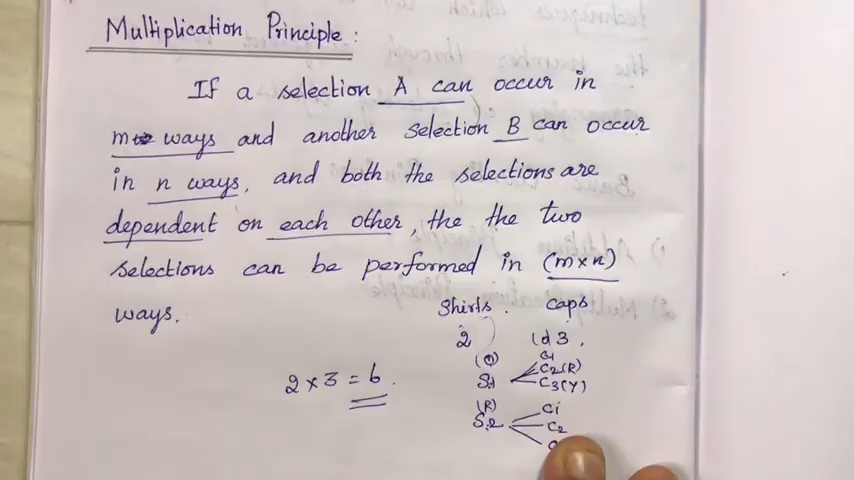 Multiplication Principle:
If a selection A can occur in
m ways and another selection B can occur
in n ways, and both the selections are
dependent on each other, the the two
selections can be performed in (m×n)
ways.
Shirts. caps
2 3.
C1
S1 C2(R)
C3(Y)
2 × 3 = 6.
(R) C1
S2 C2